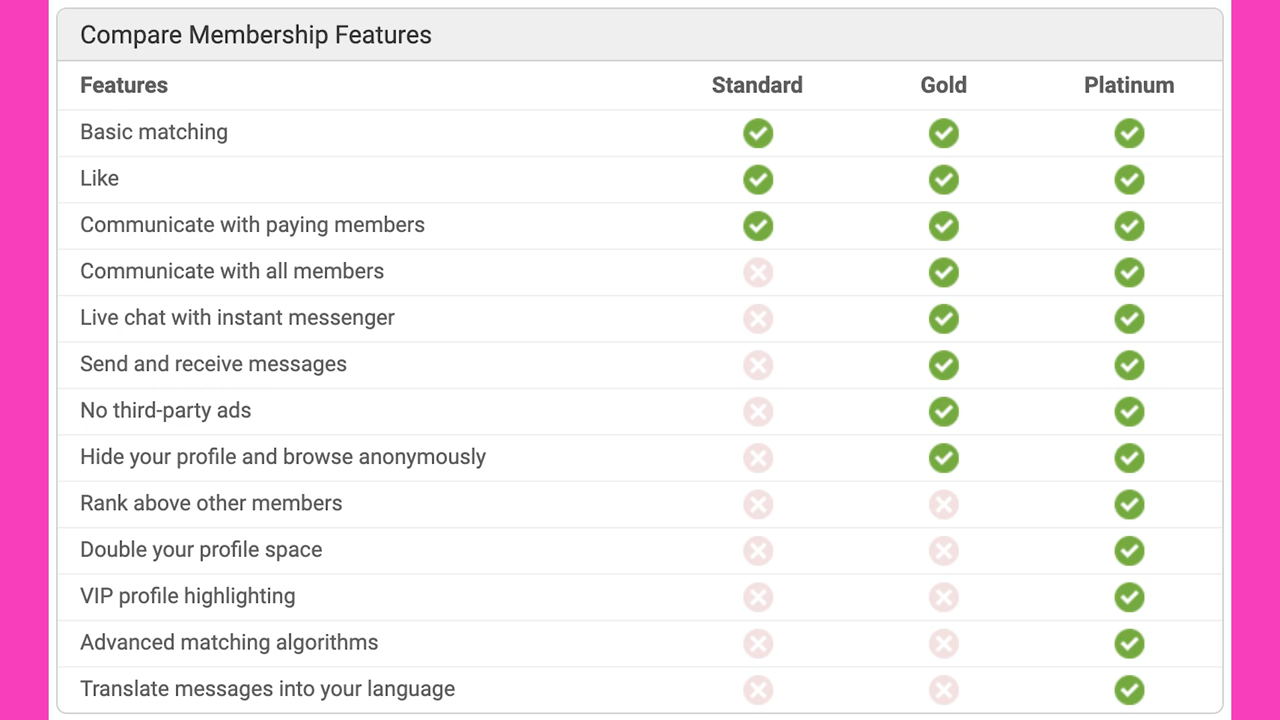 Compare Membership Features
Features Standard Gold Platinum
Basic matching
Like
Communicate with paying members
Communicate with all members
Live chat with instant messenger
Send and receive messages
No third-party ads
Hide your profile and browse anonymously
Rank above other members
Double your profile space
VIP profile highlighting
Advanced matching algorithms
Translate messages into your language